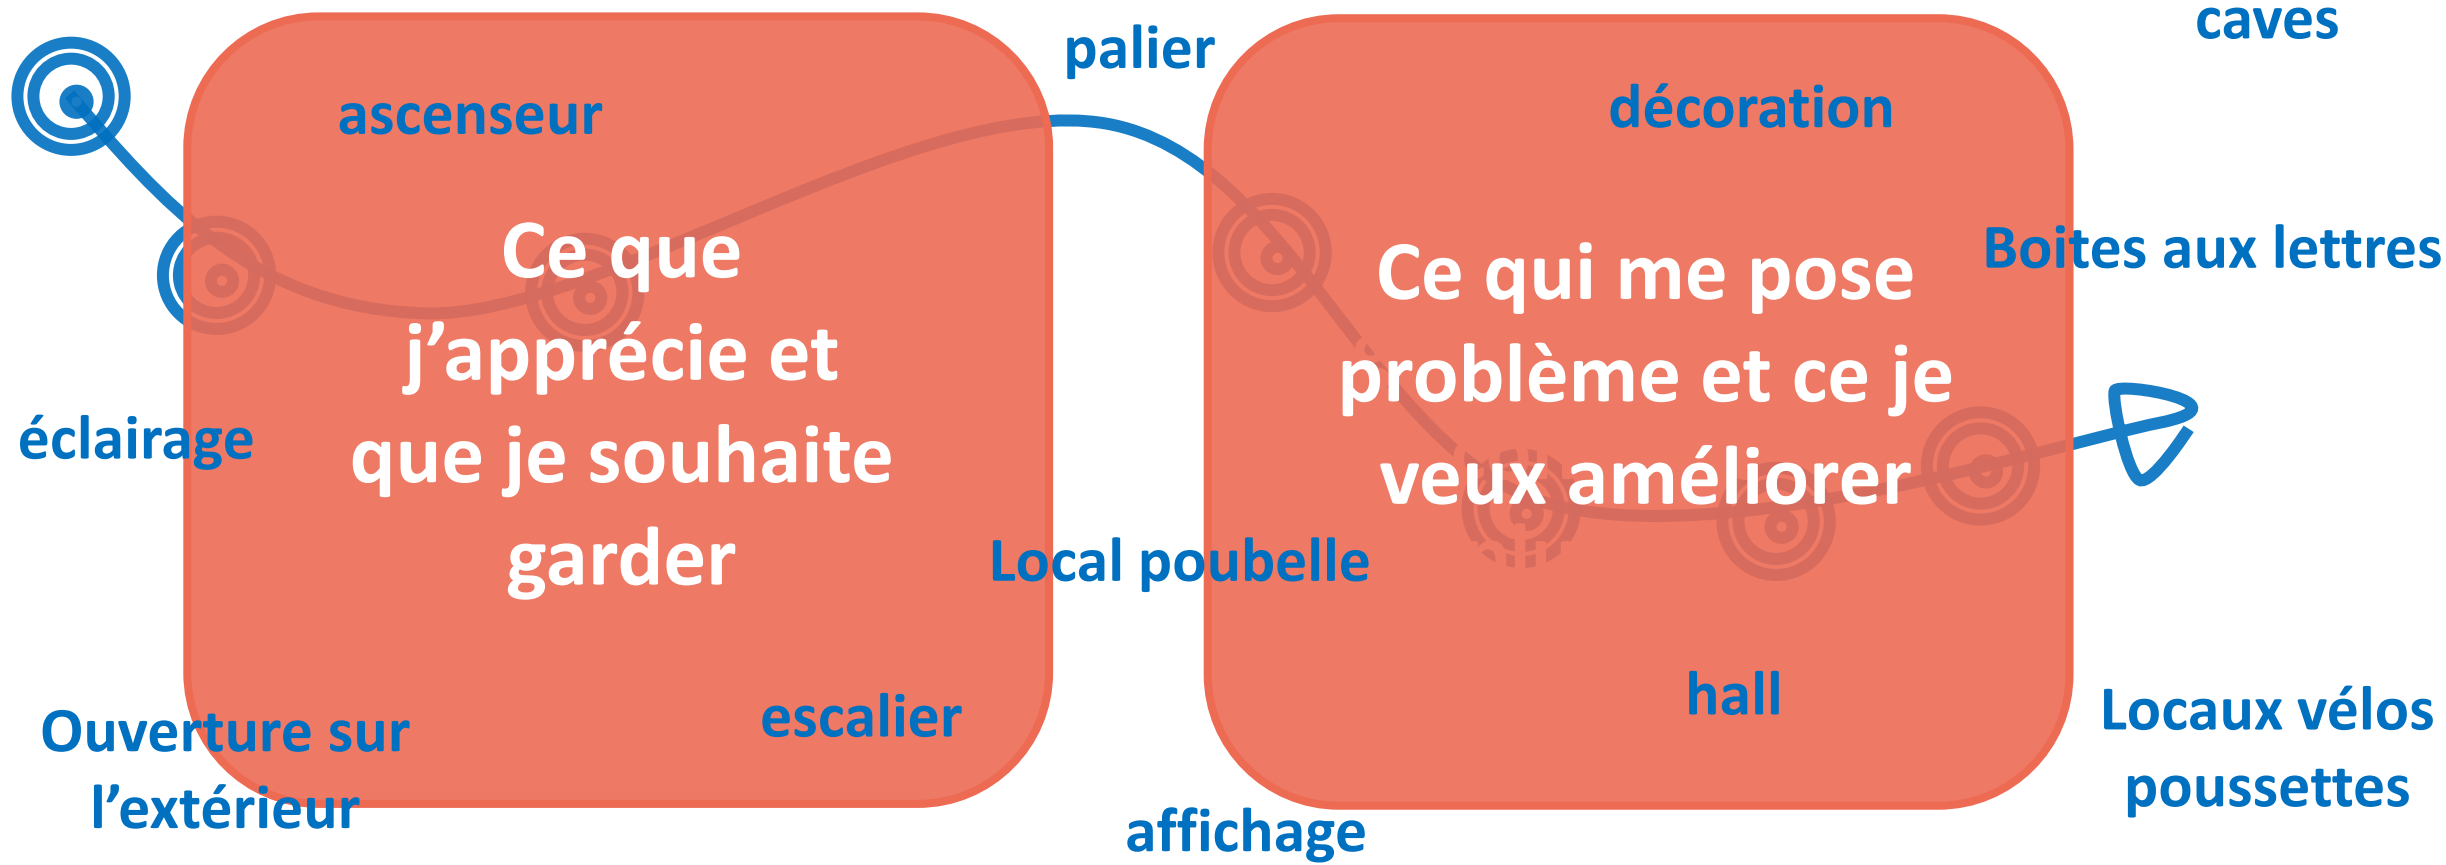 caves
palier
ascenseur
décoration
Ce que
j’apprécie et
que je souhaite
garder
Ce qui me pose
problème et ce je
veux améliorer
Boites aux lettres
éclairage
Local poubelle
escalier
hall
Ouverture sur
l’extérieur
Locaux vélos
poussettes
affichage